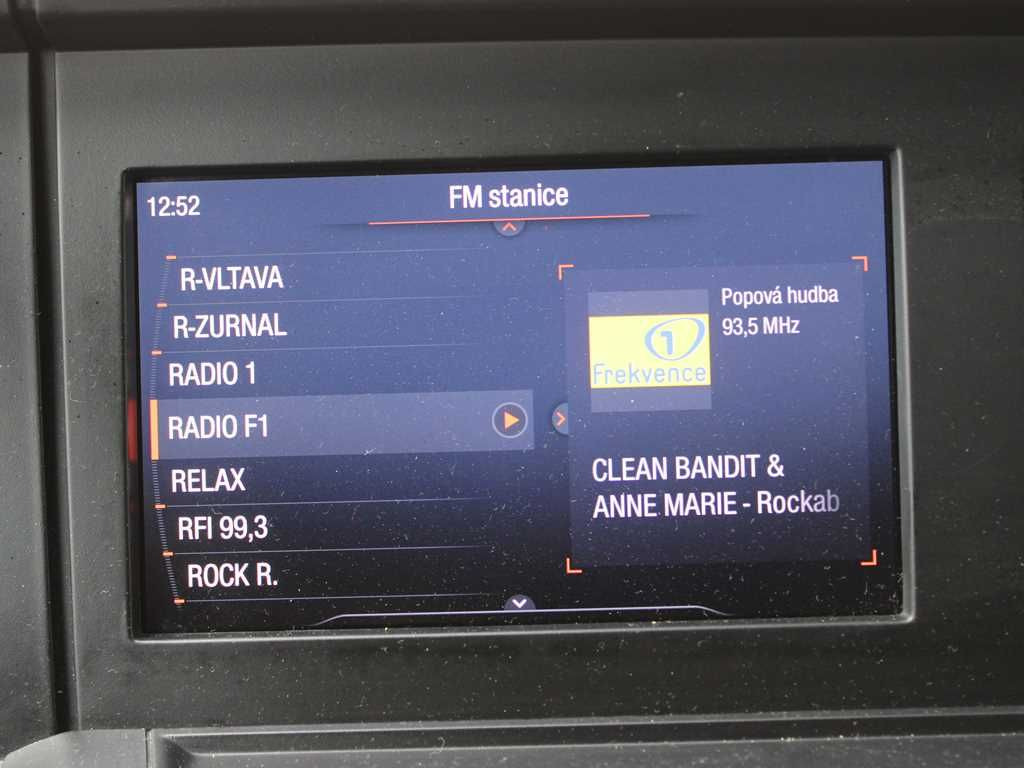 12:52
FM stanice
R-VLTAVA
R-ZURNAL
RADIO 1
RADIO F1
RELAX
RFI 99,3
ROCK R.
Popová hudba
93,5 MHz
1
Frekvence
CLEAN BANDIT &
ANNE MARIE - Rockab